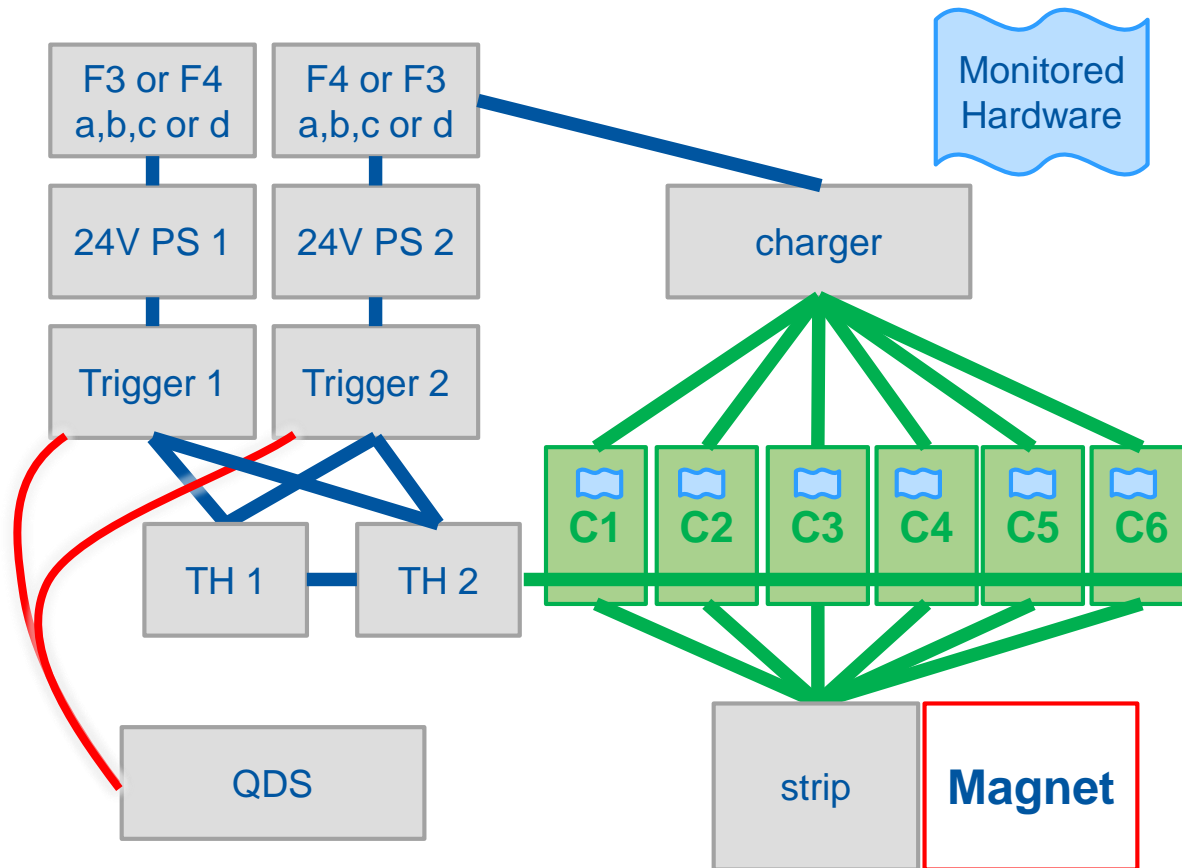 F3 or F4
a,b,c or d
F4 or F3
a,b,c or d
Monitored
Hardware
24V PS 1
24V PS 2
charger
Trigger 1
Trigger 2
C1
C2
C3
C4
C5
C6
TH 1
TH 2
QDS
strip
Magnet